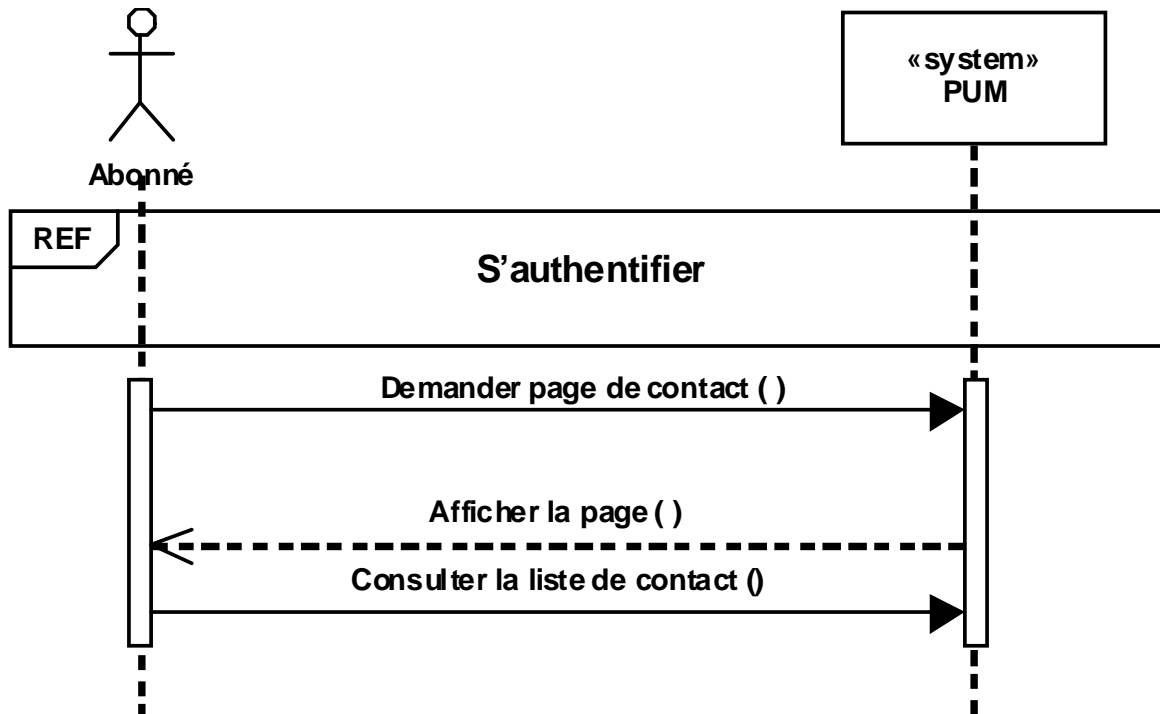 «system»
PUM
Abonné
REF
S’authentifier
Demander page de contact ( )
Afficher la page ( )
Consulter la liste de contact ()